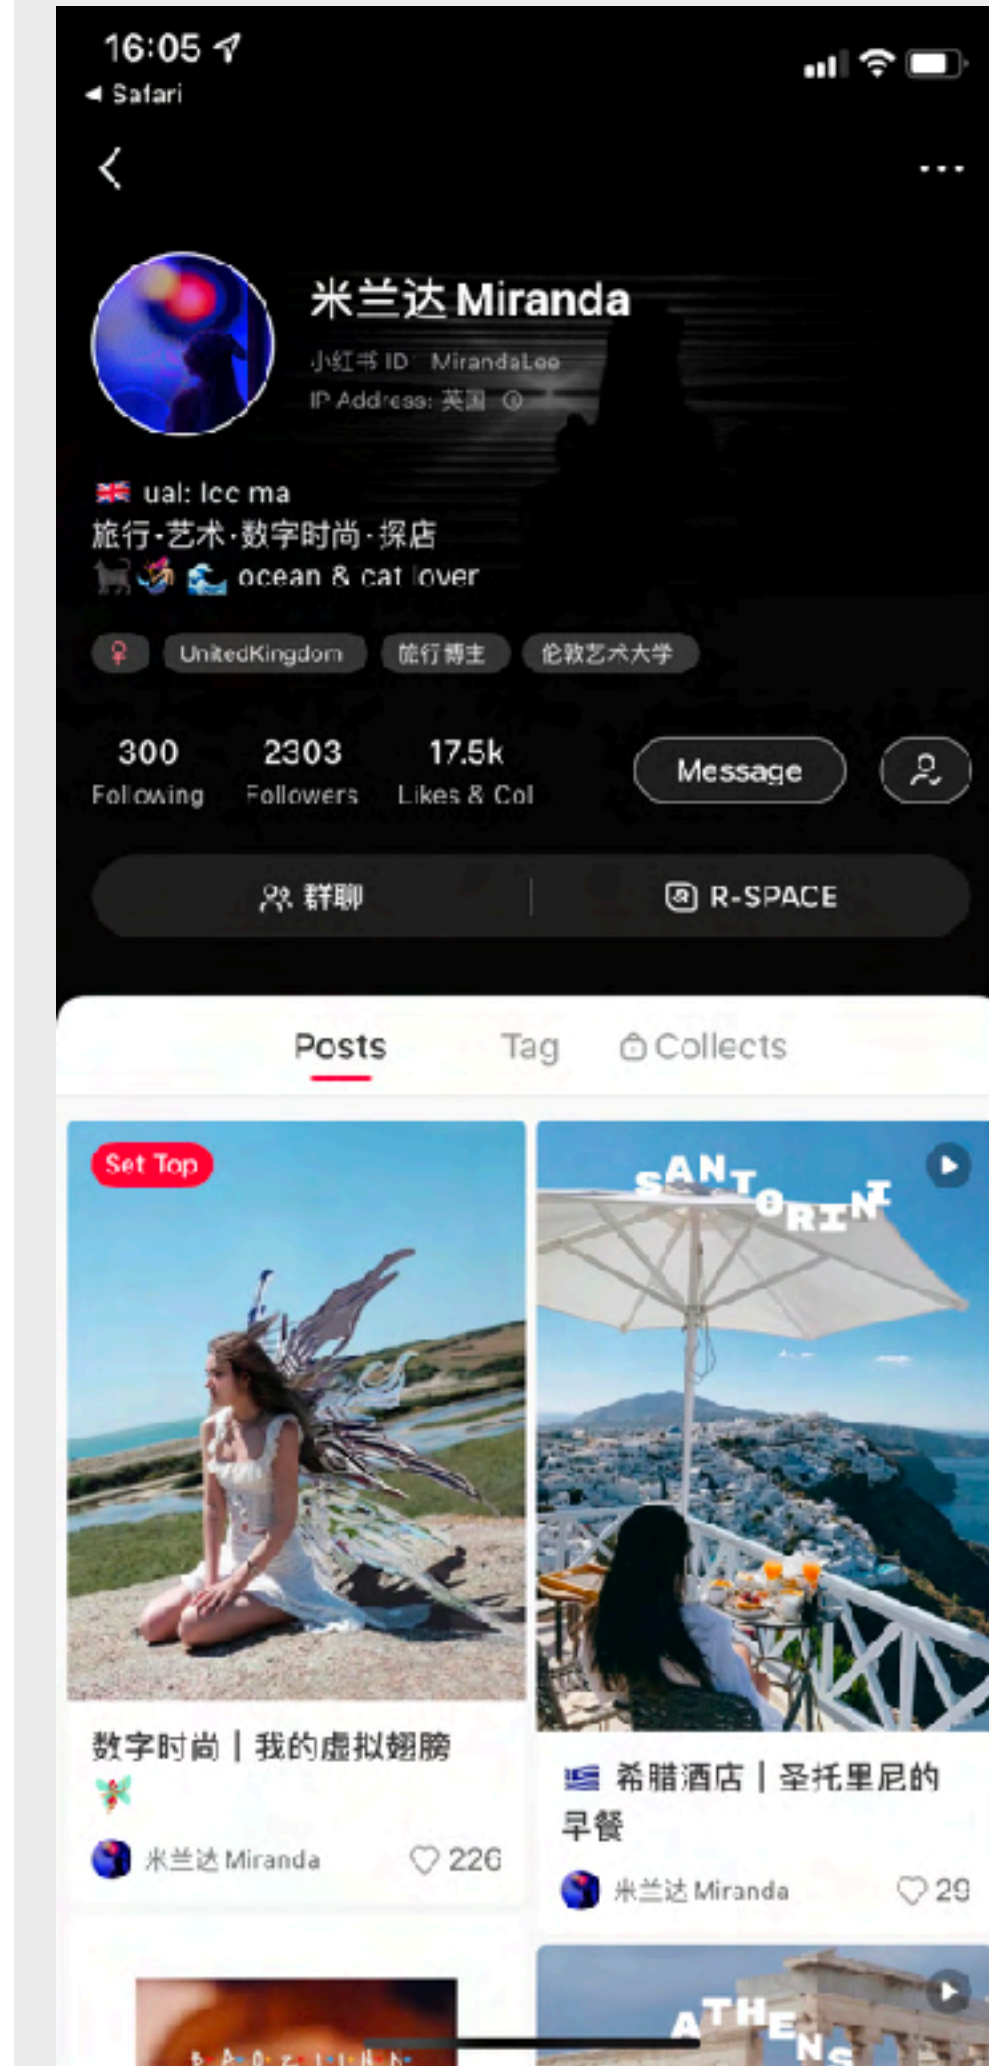 16:05
Safari
米兰达 Miranda
小红书 ID: MirandaLee
IP Address: 英国
ual: lcc ma
旅行·艺术·数字时尚·探店
ocean & cat lover
UnitedKingdom 旅行博主 伦敦艺术大学
300 2303 17.5k
Following Followers Likes & Col
Message
群聊 R-SPACE
Posts Tag Collects
Set Top
SANTORINI
数字时尚｜我的虚拟翅膀
米兰达 Miranda 226
希腊酒店｜圣托里尼的
早餐
米兰达 Miranda 29
ATHENS